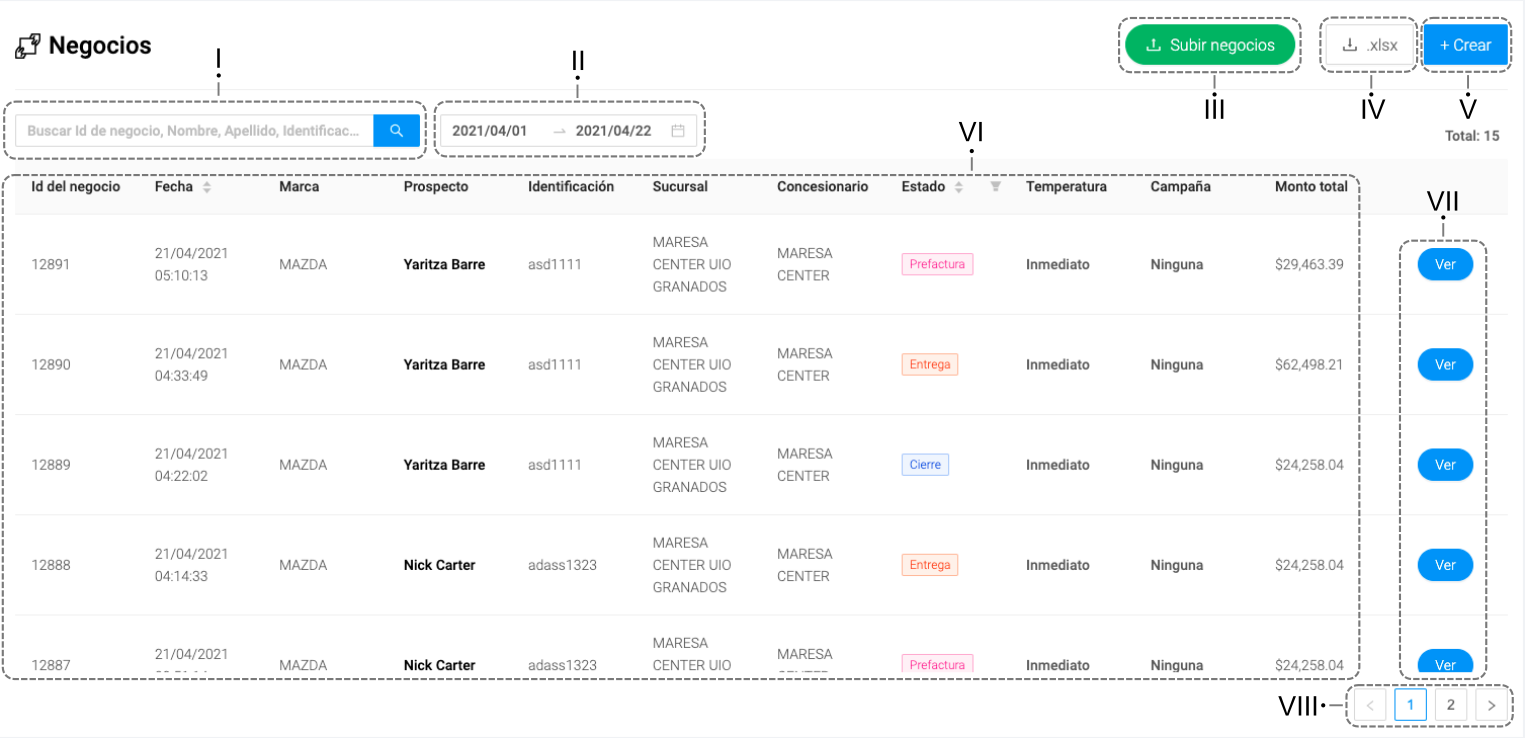 Negocios
Subir negocios
.xlsx
+ Crear
I
II
III
IV
V
Buscar Id de negocio, Nombre, Apellido, Identificac...
2021/04/01 → 2021/04/22
VI
Total: 15
Id del negocio Fecha Marca Prospecto Identificación Sucursal Concesionario Estado Temperatura Campaña Monto total
VII
12891 21/04/2021 05:10:13 MAZDA Yaritza Barre asd1111 MARESA CENTER UIO GRANADOS MARESA CENTER Prefactura Inmediato Ninguna $29,463.39 Ver
12890 21/04/2021 04:33:49 MAZDA Yaritza Barre asd1111 MARESA CENTER UIO GRANADOS MARESA CENTER Entrega Inmediato Ninguna $62,498.21 Ver
12889 21/04/2021 04:22:02 MAZDA Yaritza Barre asd1111 MARESA CENTER UIO GRANADOS MARESA CENTER Cierre Inmediato Ninguna $24,258.04 Ver
12888 21/04/2021 04:14:33 MAZDA Nick Carter adass1323 MARESA CENTER UIO GRANADOS MARESA CENTER Entrega Inmediato Ninguna $24,258.04 Ver
12887 21/04/2021 MAZDA Nick Carter adass1323 MARESA CENTER UIO MARESA Prefactura Inmediato Ninguna $24,258.04 Ver
VIII
< 1 2 >